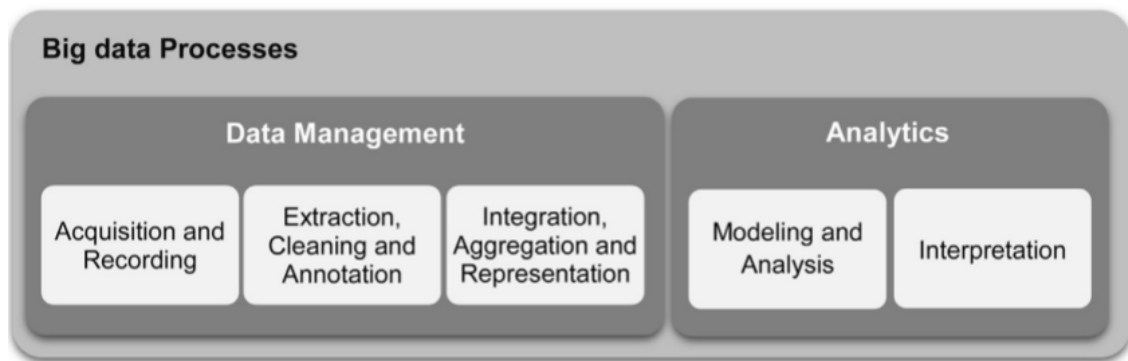 Big data Processes
Data Management
Acquisition and
Recording
Extraction,
Cleaning and
Annotation
Integration,
Aggregation and
Representation
Analytics
Modeling and
Analysis
Interpretation